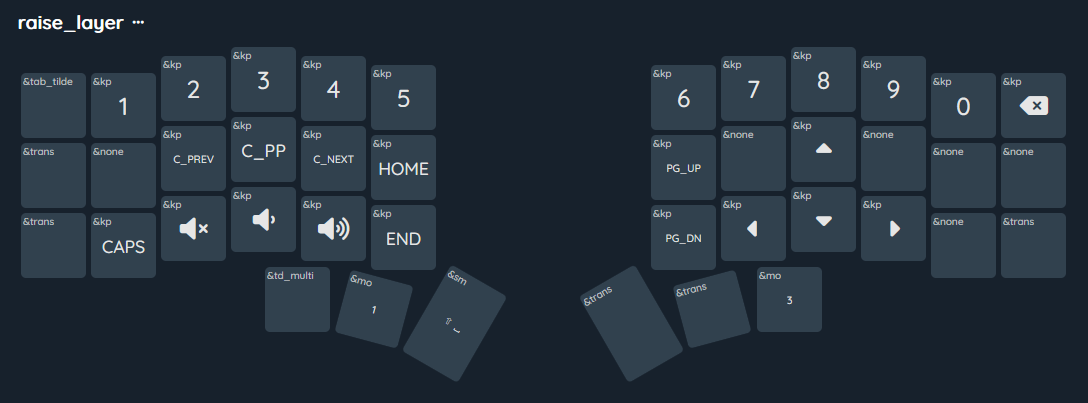 raise_layer ···
&tab_tilde &kp 1 &kp 2 &kp 3 &kp 4 &kp 5 &kp 6 &kp 7 &kp 8 &kp 9 &kp 0 &kp
&trans &none &kp C_PREV &kp C_PP &kp C_NEXT &kp HOME &kp PG_UP &none &kp &none &none &none
&trans &kp CAPS &kp &kp &kp &kp END &kp PG_DN &kp &kp &kp &none &trans
&td_multi &mo 1 &sm ⇧ ⎵ &trans &trans &mo 3